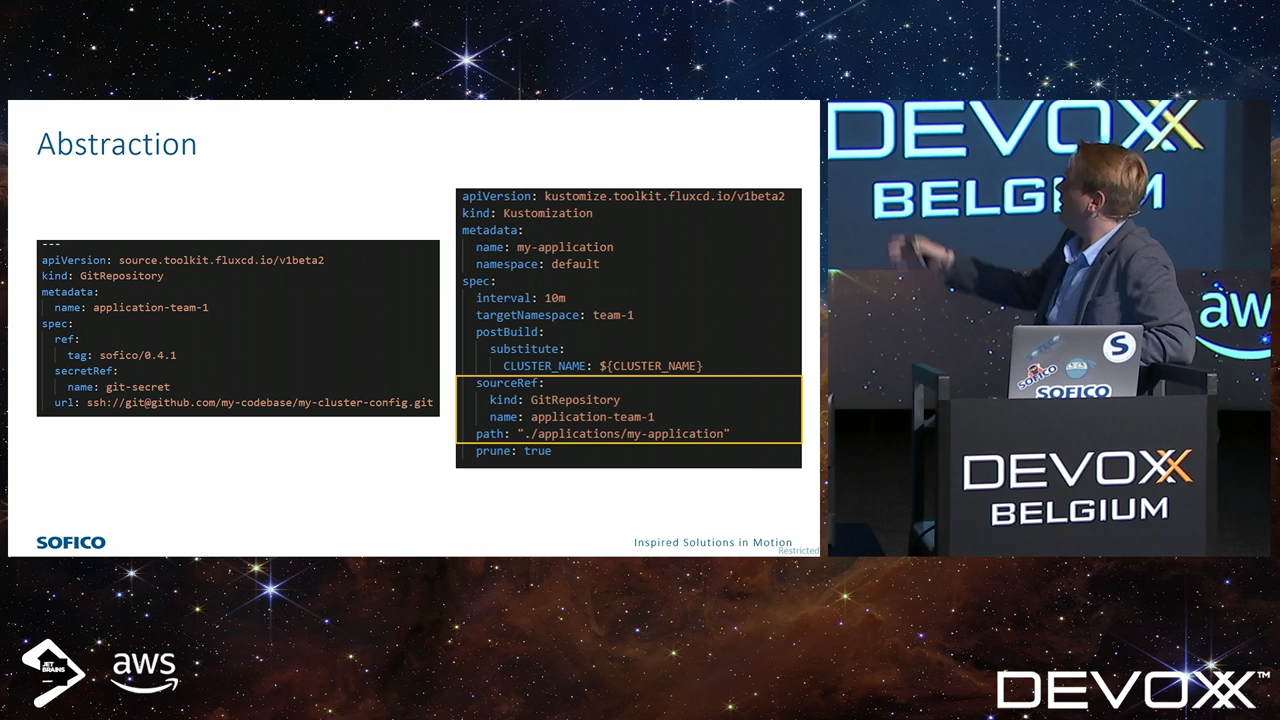 Abstraction
---
apiVersion: source.toolkit.fluxcd.io/v1beta2
kind: GitRepository
metadata:
name: application-team-1
spec:
ref:
tag: sofico/0.4.1
secretRef:
name: git-secret
url: ssh://git@github.com/my-codebase/my-cluster-config.git
apiVersion: kustomize.toolkit.fluxcd.io/v1beta2
kind: Kustomization
metadata:
name: my-application
namespace: default
spec:
interval: 10m
targetNamespace: team-1
postBuild:
substitute:
CLUSTER_NAME: ${CLUSTER_NAME}
sourceRef:
kind: GitRepository
name: application-team-1
path: "./applications/my-application"
prune: true
SOFICO
Inspired Solutions in Motion
Restricted
DEVOXX
BELGIUM
aws
S
SOFICO
SOFICO
DEVOXX
BELGIUM
JET
BRAINS
aws
DEVOXX™